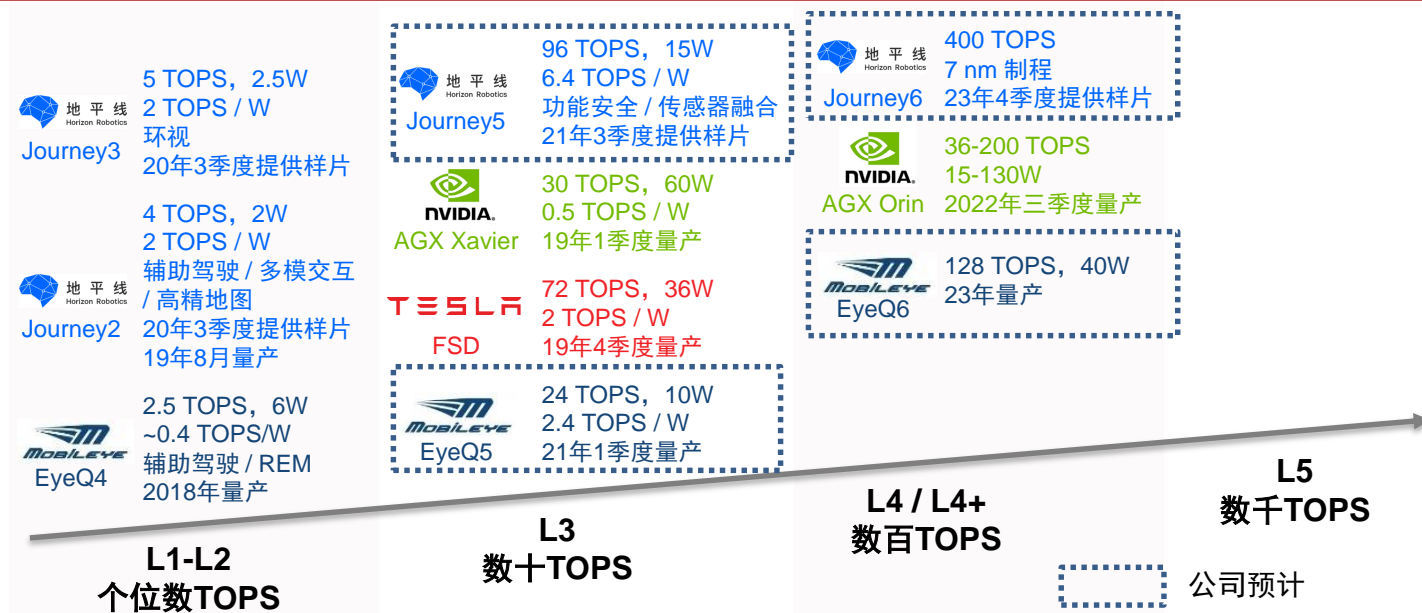 地平线
Horizon Robotics
Journey3
5 TOPS，2.5W
2 TOPS / W
环视
20年3季度提供样片
地平线
Horizon Robotics
Journey2
4 TOPS，2W
2 TOPS / W
辅助驾驶 / 多模交互
/ 高精地图
20年3季度提供样片
19年8月量产
MOBILEYE
EyeQ4
2.5 TOPS，6W
~0.4 TOPS/W
辅助驾驶 / REM
2018年量产
L1-L2
个位数TOPS
地平线
Horizon Robotics
Journey5
96 TOPS，15W
6.4 TOPS / W
功能安全 / 传感器融合
21年3季度提供样片
NVIDIA.
AGX Xavier
30 TOPS，60W
0.5 TOPS / W
19年1季度量产
TESLA
FSD
72 TOPS，36W
2 TOPS / W
19年4季度量产
MOBILEYE
EyeQ5
24 TOPS，10W
2.4 TOPS / W
21年1季度量产
L3
数十TOPS
地平线
Horizon Robotics
Journey6
400 TOPS
7 nm 制程
23年4季度提供样片
NVIDIA.
AGX Orin
36-200 TOPS
15-130W
2022年三季度量产
MOBILEYE
EyeQ6
128 TOPS，40W
23年量产
L4 / L4+
数百TOPS
L5
数千TOPS
公司预计